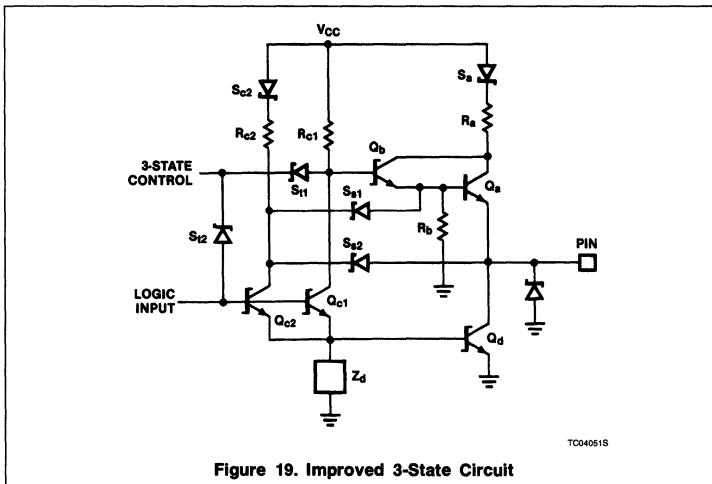 VCC
Sc2
Sa
Rc2
Rc1
Ra
Qb
3-STATE
CONTROL
St1
Qa
Ss1
St2
Rb
Ss2
PIN
LOGIC
INPUT
Qc2
Qc1
Qd
Zd
TC04051S
Figure 19. Improved 3-State Circuit